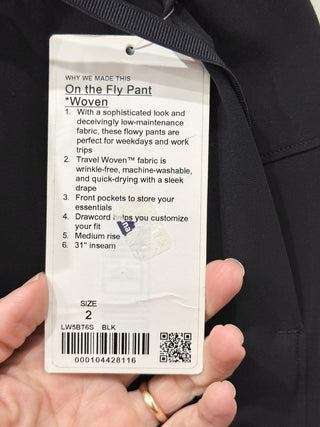 WHY WE MADE THIS
On the Fly Pant
*Woven
1. With a sophisticated look and
deceivingly low-maintenance
fabric, these flowy pants are
perfect for weekdays and work
trips
2. Travel Woven™ fabric is
wrinkle-free, machine-washable,
and quick-drying with a sleek
drape
3. Front pockets to store your
essentials
4. Drawcord helps you customize
your fit
5. Medium rise
6. 31" inseam
SIZE
2
LW5BT6S BLK
000104428116